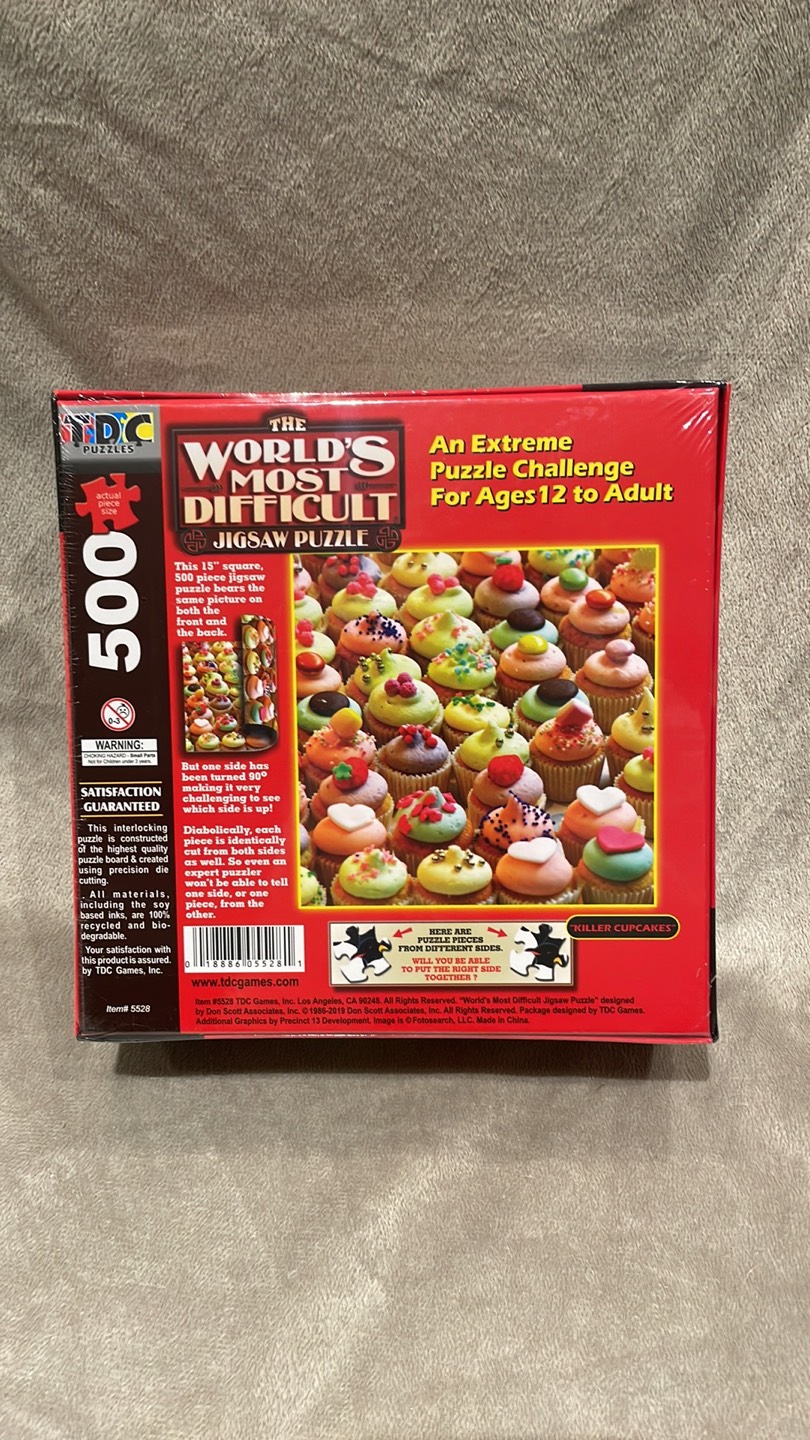 TDC
PUZZLES
actual
piece
size
500
0-3
WARNING:
CHOKING HAZARD - Small Parts
Not for Children under 3 years.
SATISFACTION
GUARANTEED
This interlocking
puzzle is constructed
of the highest quality
puzzle board & created
using precision die
cutting.
All materials,
including the soy
based inks, are 100%
recycled and bio-
degradable.
Your satisfaction with
this product is assured.
by TDC Games, Inc.
Item# 5528
THE
WORLD'S
MOST
DIFFICULT
JIGSAW PUZZLE
An Extreme
Puzzle Challenge
For Ages12 to Adult
This 15" square,
500 piece jigsaw
puzzle bears the
same picture on
both the
front and
the back.
But one side has
been turned 90º
making it very
challenging to see
which side is up!
Diabolically, each
piece is identically
cut from both sides
as well. So even an
expert puzzler
won't be able to tell
one side, or one
piece, from the
other.
0 18886 05528 1
www.tdcgames.com
HERE ARE
PUZZLE PIECES
FROM DIFFERENT SIDES.
WILL YOU BE ABLE
TO PUT THE RIGHT SIDE
TOGETHER ?
"KILLER CUPCAKES"
Item #5528 TDC Games, Inc. Los Angeles, CA 90248. All Rights Reserved. "World's Most Difficult Jigsaw Puzzle" designed
by Don Scott Associates, Inc. © 1986-2019 Don Scott Associates, Inc. All Rights Reserved. Package designed by TDC Games.
Additional Graphics by Precinct 13 Development. Image is © Fotosearch, LLC. Made in China.